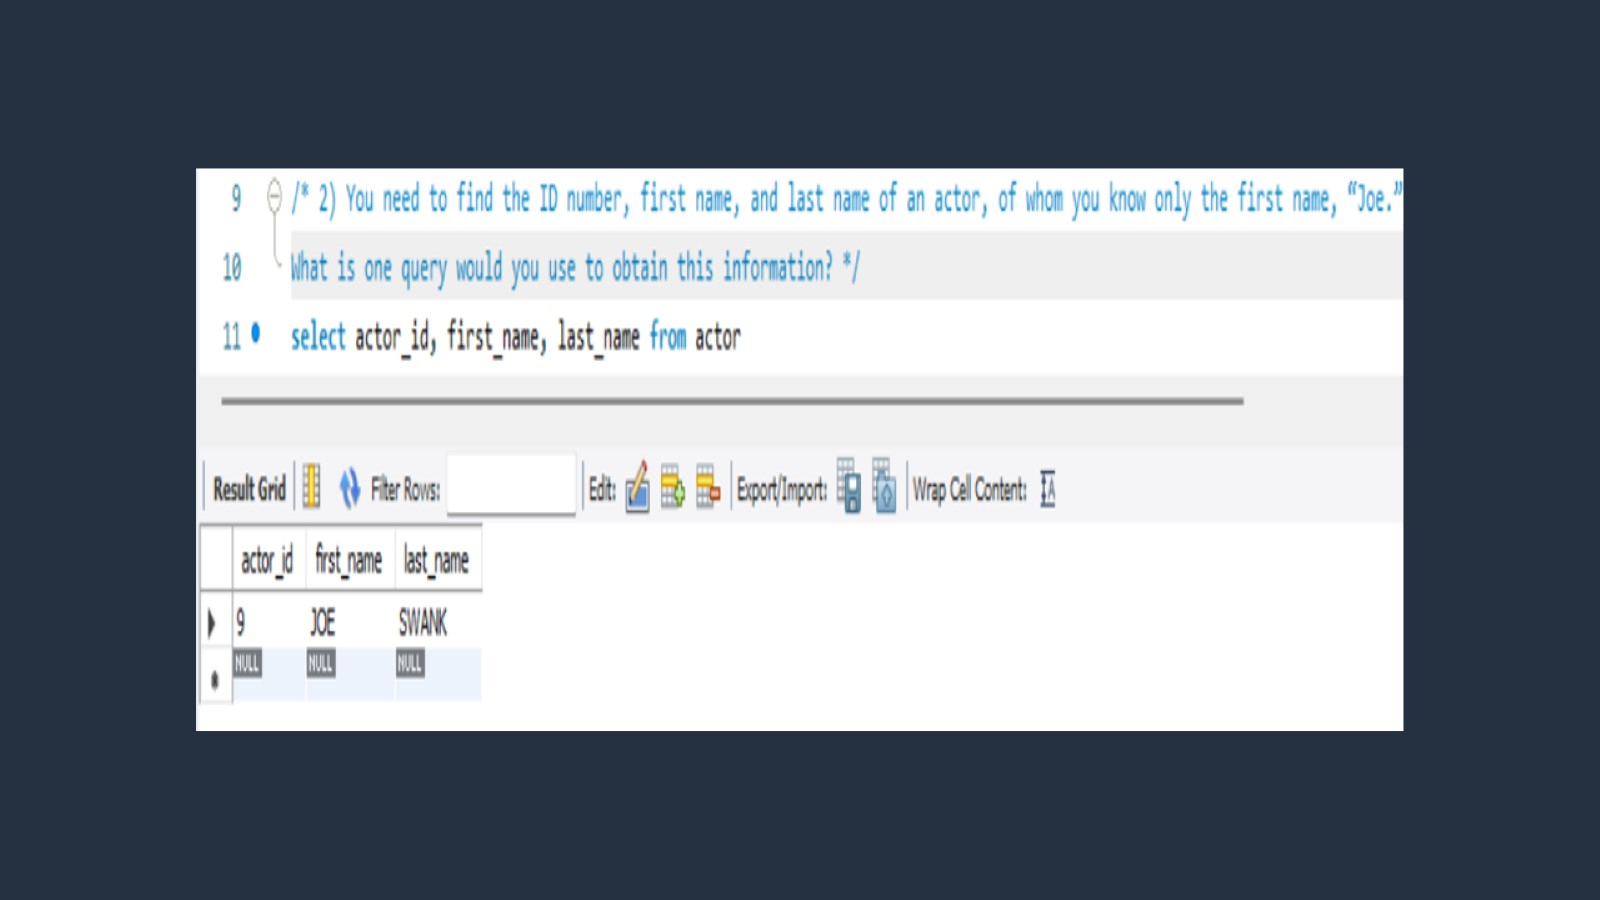 9 /* 2) You need to find the ID number, first name, and last name of an actor, of whom you know only the first name, “Joe.”
10 What is one query would you use to obtain this information? */
11 select actor_id, first_name, last_name from actor
Result Grid Filter Rows: Edit: Export/Import: Wrap Cell Content: IA
actor_id first_name last_name
9 JOE SWANK
NULL NULL NULL